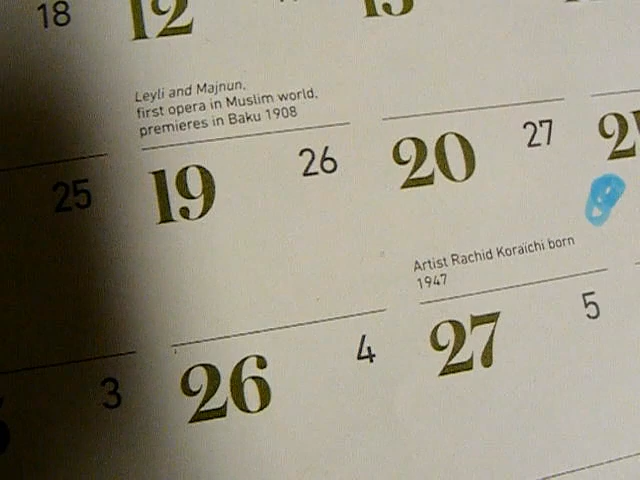 18 12 13
Leyli and Majnun,
first opera in Muslim world,
premieres in Baku 1908
25 19 26 20 27
Artist Rachid Koraïchi born
1947
3 26 4 27 5